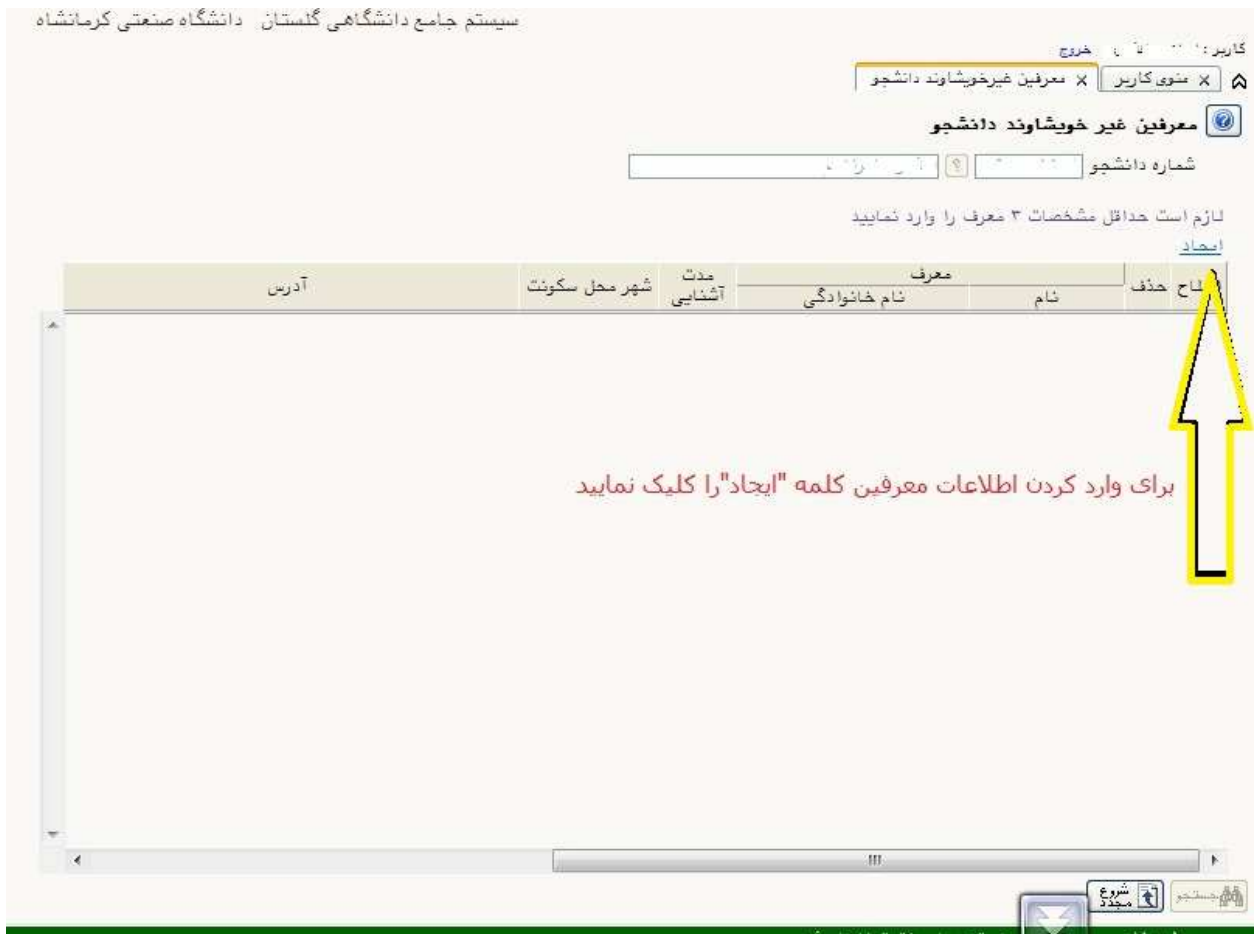 سیستم جامع دانشگاهی گلستان دانشگاه صنعتی کرمانشاه
کاربر : خروج
منوی کاربر x معرفین غیرخویشاوند دانشجو x
معرفین غیر خویشاوند دانشجو
شماره دانشجو
لازم است حداقل مشخصات ۳ معرف را وارد نمایید
ایجاد
حذف معرف مدت آشنایی شهر محل سکونت آدرس
نام نام خانوادگی
برای وارد کردن اطلاعات معرفین کلمه "ایجاد"را کلیک نمایید
جستجو شروع مجدد